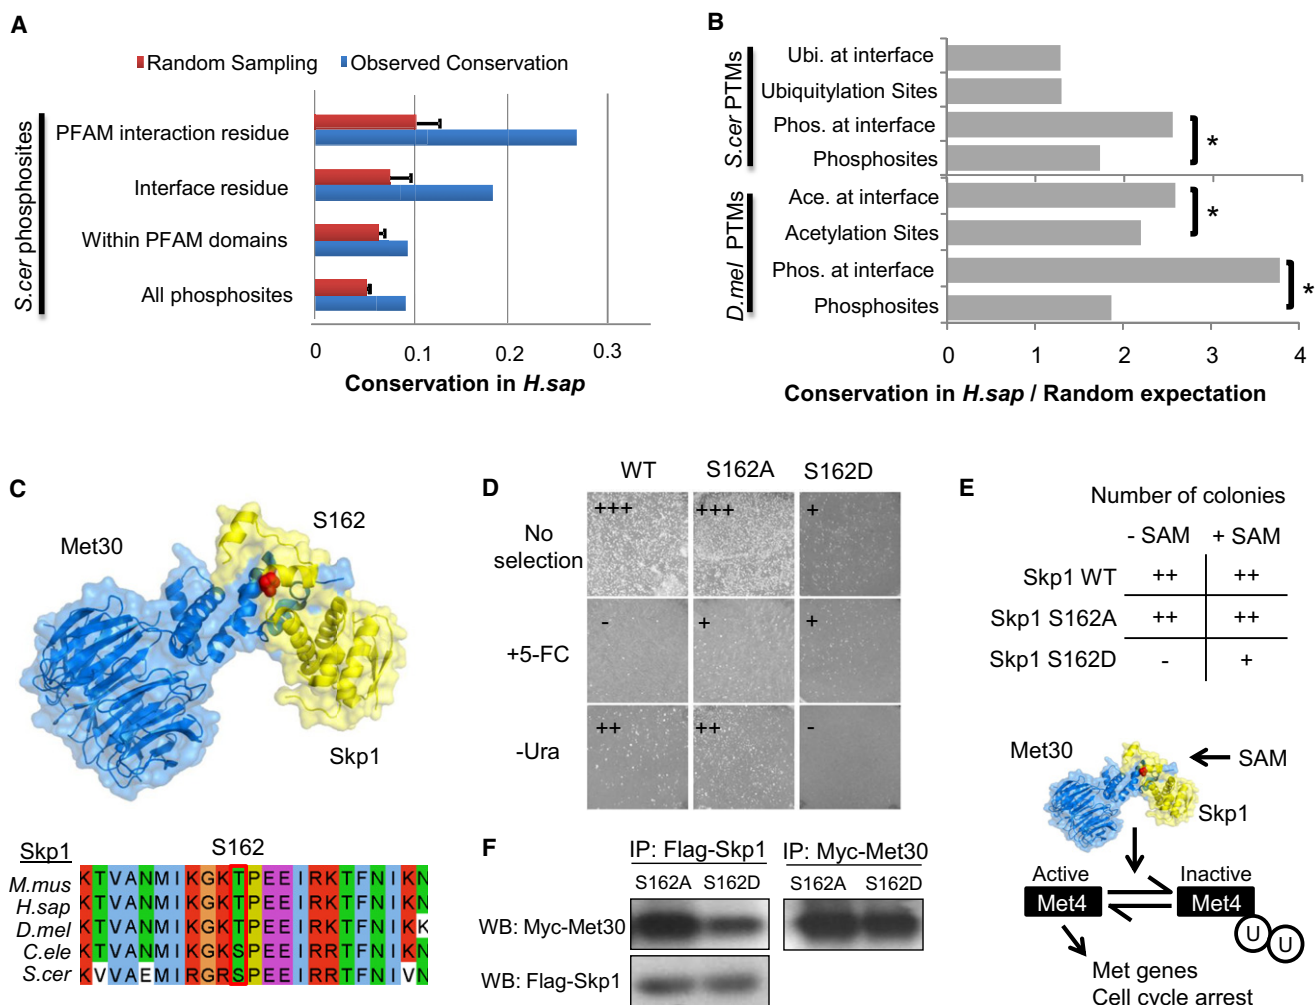 A
Random Sampling
Observed Conservation
S.cer phosphosites
PFAM interaction residue
Interface residue
Within PFAM domains
All phosphosites
0 0.1 0.2 0.3
Conservation in H.sap
B
S.cer PTMs
Ubi. at interface
Ubiquitylation Sites
Phos. at interface
*
Phosphosites
D.mel PTMs
Ace. at interface
*
Acetylation Sites
Phos. at interface
*
Phosphosites
0 1 2 3 4
Conservation in H.sap / Random expectation
C
S162
Met30
Skp1
Skp1 S162
M.mus KTVANMIKGKTPEEIRKTFNIKN
H.sap KTVANMIKGKTPEEIRKTFNIKN
D.mel KTVANMIKGKTPEEIRKTFNIKK
C.ele KTVANMIKGKSPEEIRRTFNIKN
S.cer KVVAEMIRGRSPEEIRRTFNIVN
D
WT S162A S162D
No selection +++ +++ +
+5-FC - + +
-Ura ++ ++ -
E
Number of colonies
- SAM + SAM
Skp1 WT ++ ++
Skp1 S162A ++ ++
Skp1 S162D - +
Met30
SAM
Skp1
Active Inactive
Met4 Met4
U U
Met genes
Cell cycle arrest
F
IP: Flag-Skp1 IP: Myc-Met30
S162A S162D S162A S162D
WB: Myc-Met30
WB: Flag-Skp1